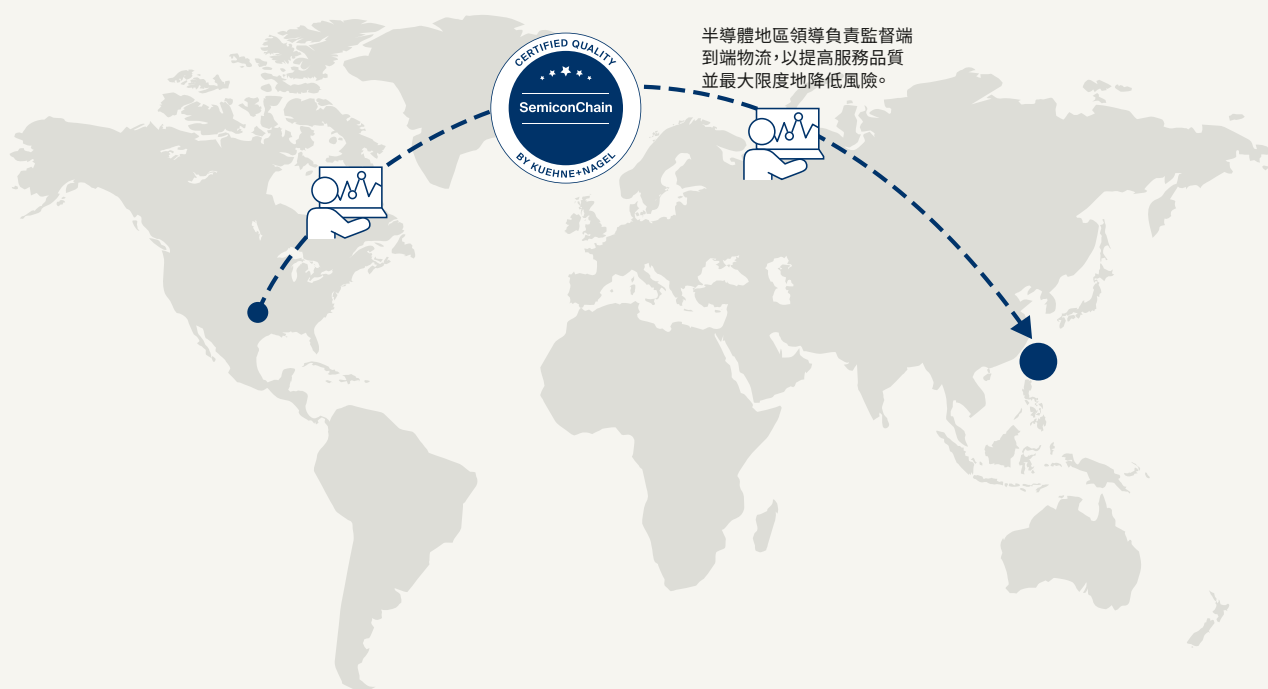 半導體地區領導負責監督端
到端物流，以提高服務品質
並最大限度地降低風險。
CERTIFIED QUALITY
SemiconChain
BY KUEHNE+NAGEL